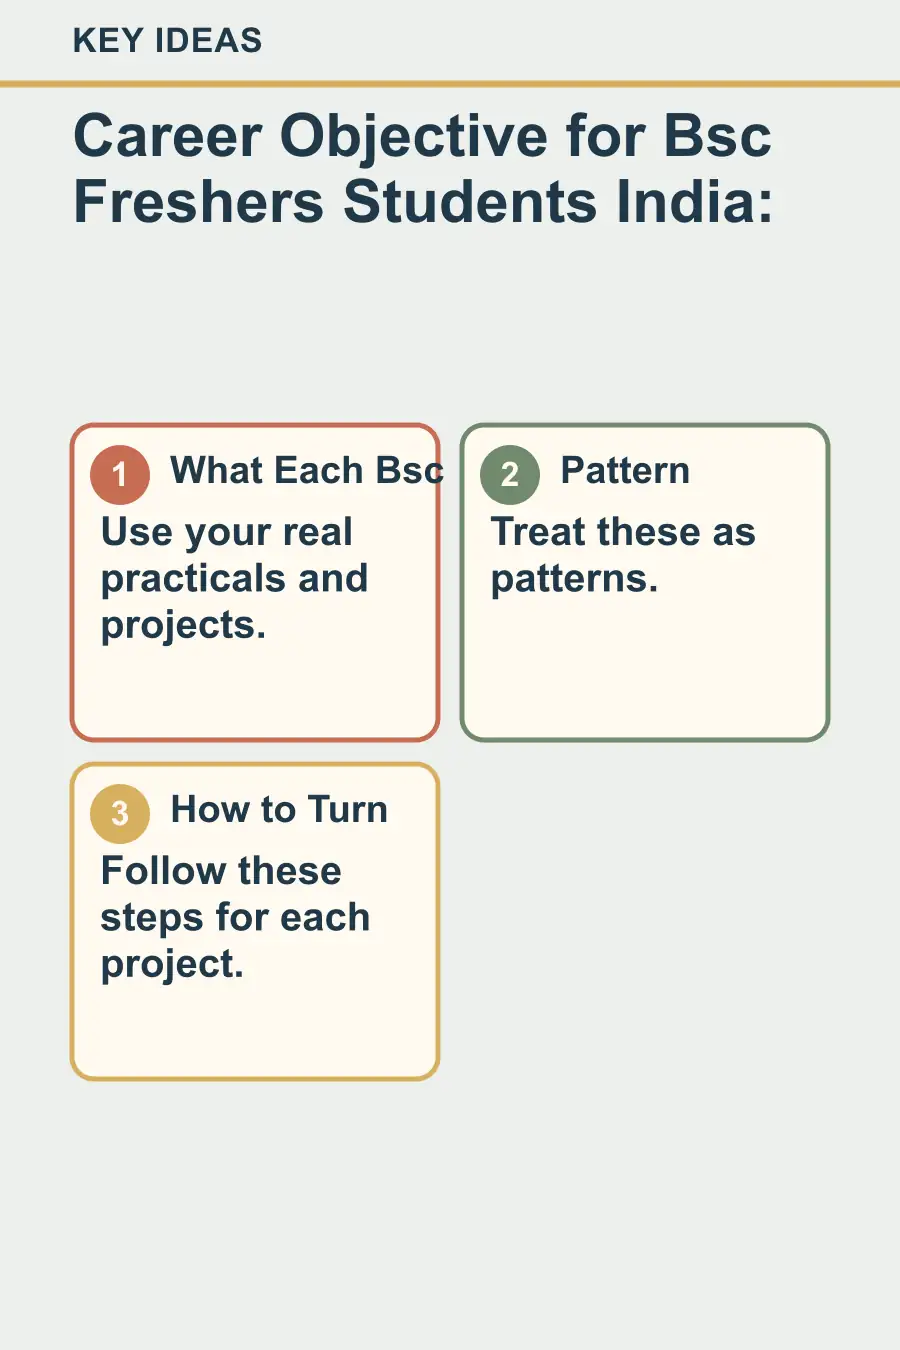 KEY IDEAS
Career Objective for Bsc
Freshers Students India:
1 What Each Bsc
Use your real
practicals and
projects.
2 Pattern
Treat these as
patterns.
3 How to Turn
Follow these
steps for each
project.